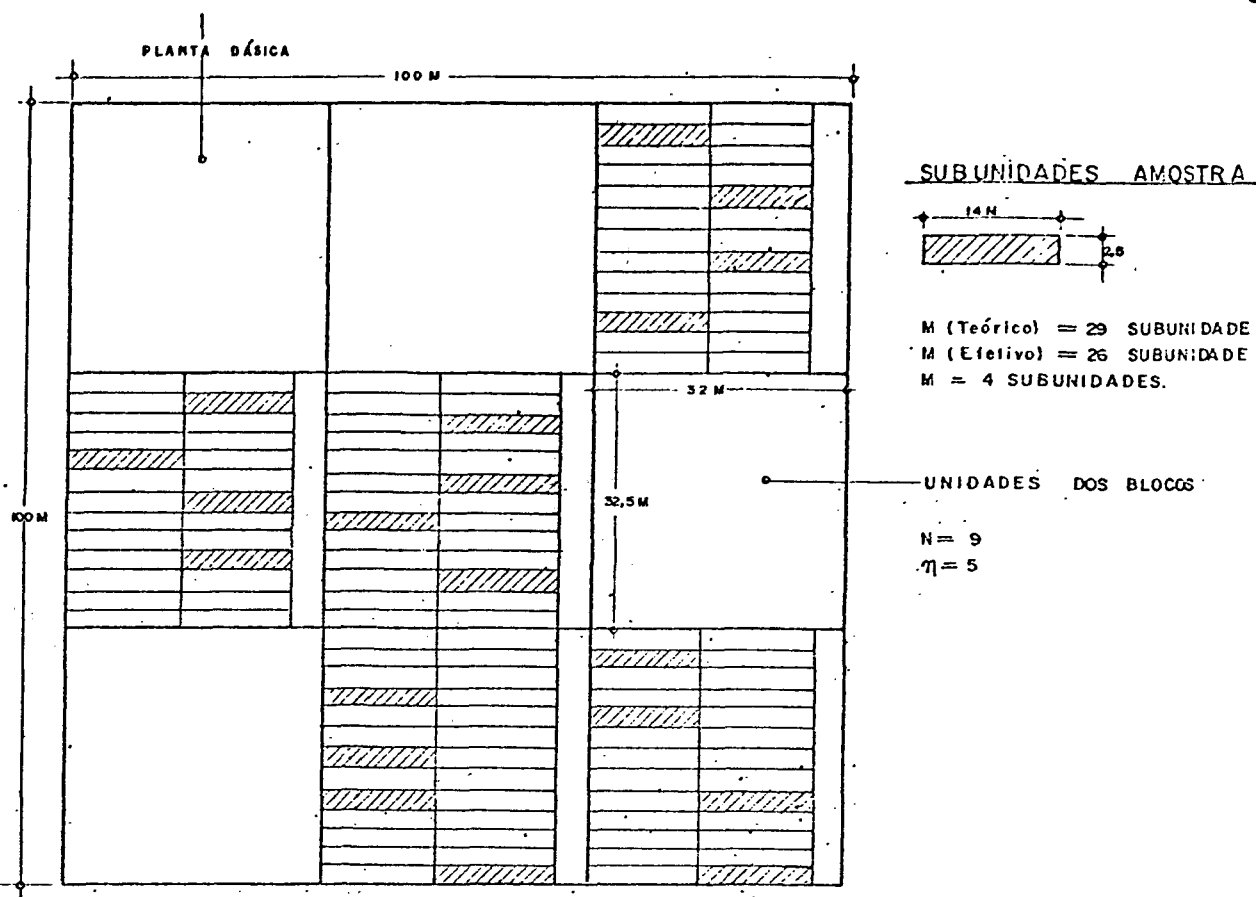 PLANTA BÁSICA
100 M
SUBUNIDADES AMOSTRA
14 M
2,5
M (Teórico) = 29 SUBUNIDADE
M (Efetivo) = 26 SUBUNIDADE
M = 4 SUBUNIDADES.
32 M
UNIDADES DOS BLOCOS
32,5 M
100 M
N = 9
η = 5